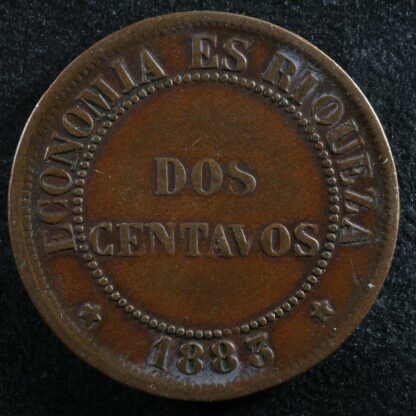 ECONOMIA ES RIQUEZA
DOS
CENTAVOS
1883